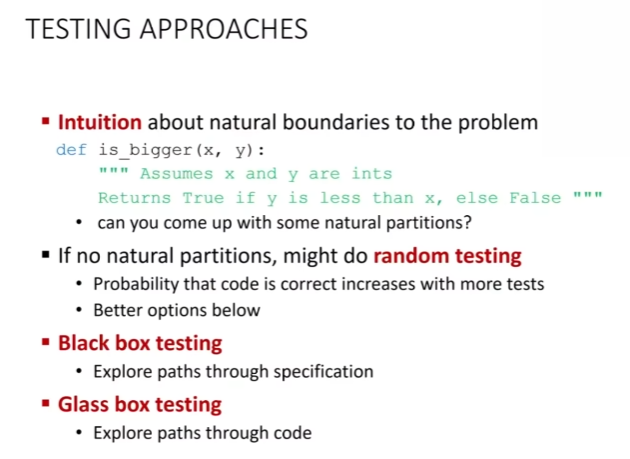 TESTING APPROACHES
▪ Intuition about natural boundaries to the problem
def is_bigger(x, y):
""" Assumes x and y are ints
Returns True if y is less than x, else False """
• can you come up with some natural partitions?
▪ If no natural partitions, might do random testing
• Probability that code is correct increases with more tests
• Better options below
▪ Black box testing
• Explore paths through specification
▪ Glass box testing
• Explore paths through code